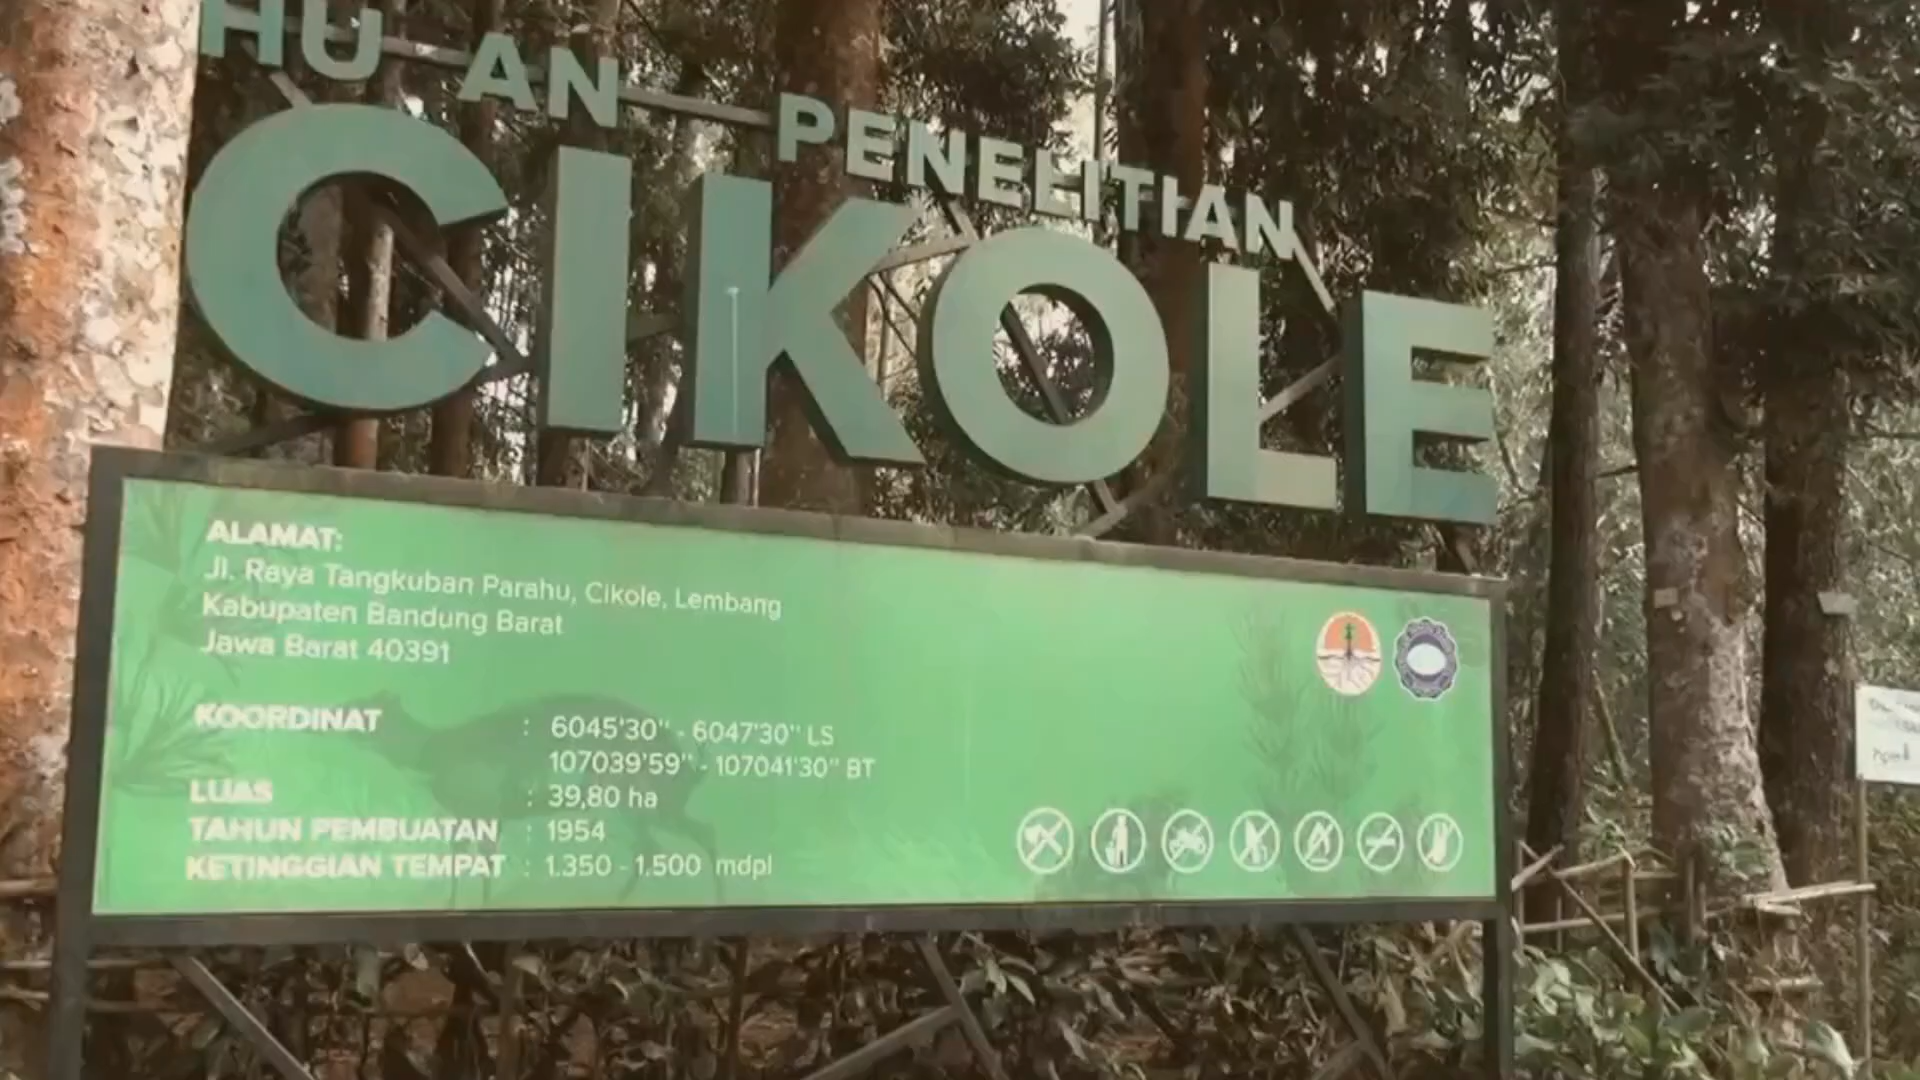 HU AN PENELITIAN
CIKOLE
ALAMAT:
Jl. Raya Tangkuban Parahu, Cikole, Lembang
Kabupaten Bandung Barat
Jawa Barat 40391
KOORDINAT : 6045'30'' - 6047'30'' LS
107039'59'' - 107041'30'' BT
LUAS : 39,80 ha
TAHUN PEMBUATAN : 1954
KETINGGIAN TEMPAT : 1.350 - 1.500 mdpl